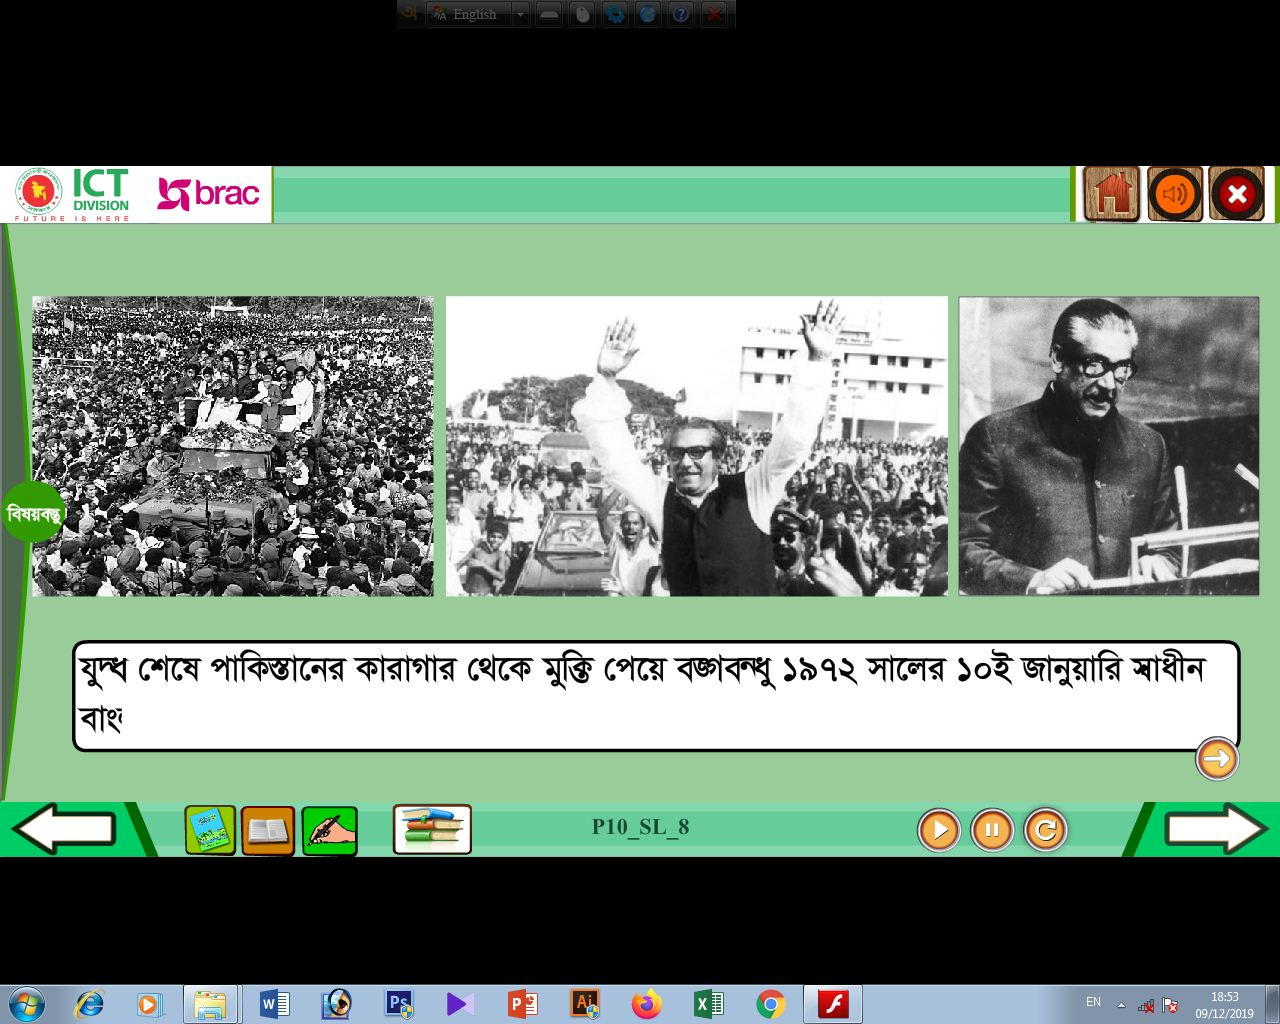 English
ICT
DIVISION
FUTURE IS HERE
brac
বিষয়বস্তু
যুদ্ধ শেষে পাকিস্তানের কারাগার থেকে মুক্তি পেয়ে বঙ্গবন্ধু ১৯৭২ সালের ১০ই জানুয়ারি স্বাধীন
বাং
P10_SL_8
EN
18:53
09/12/2019